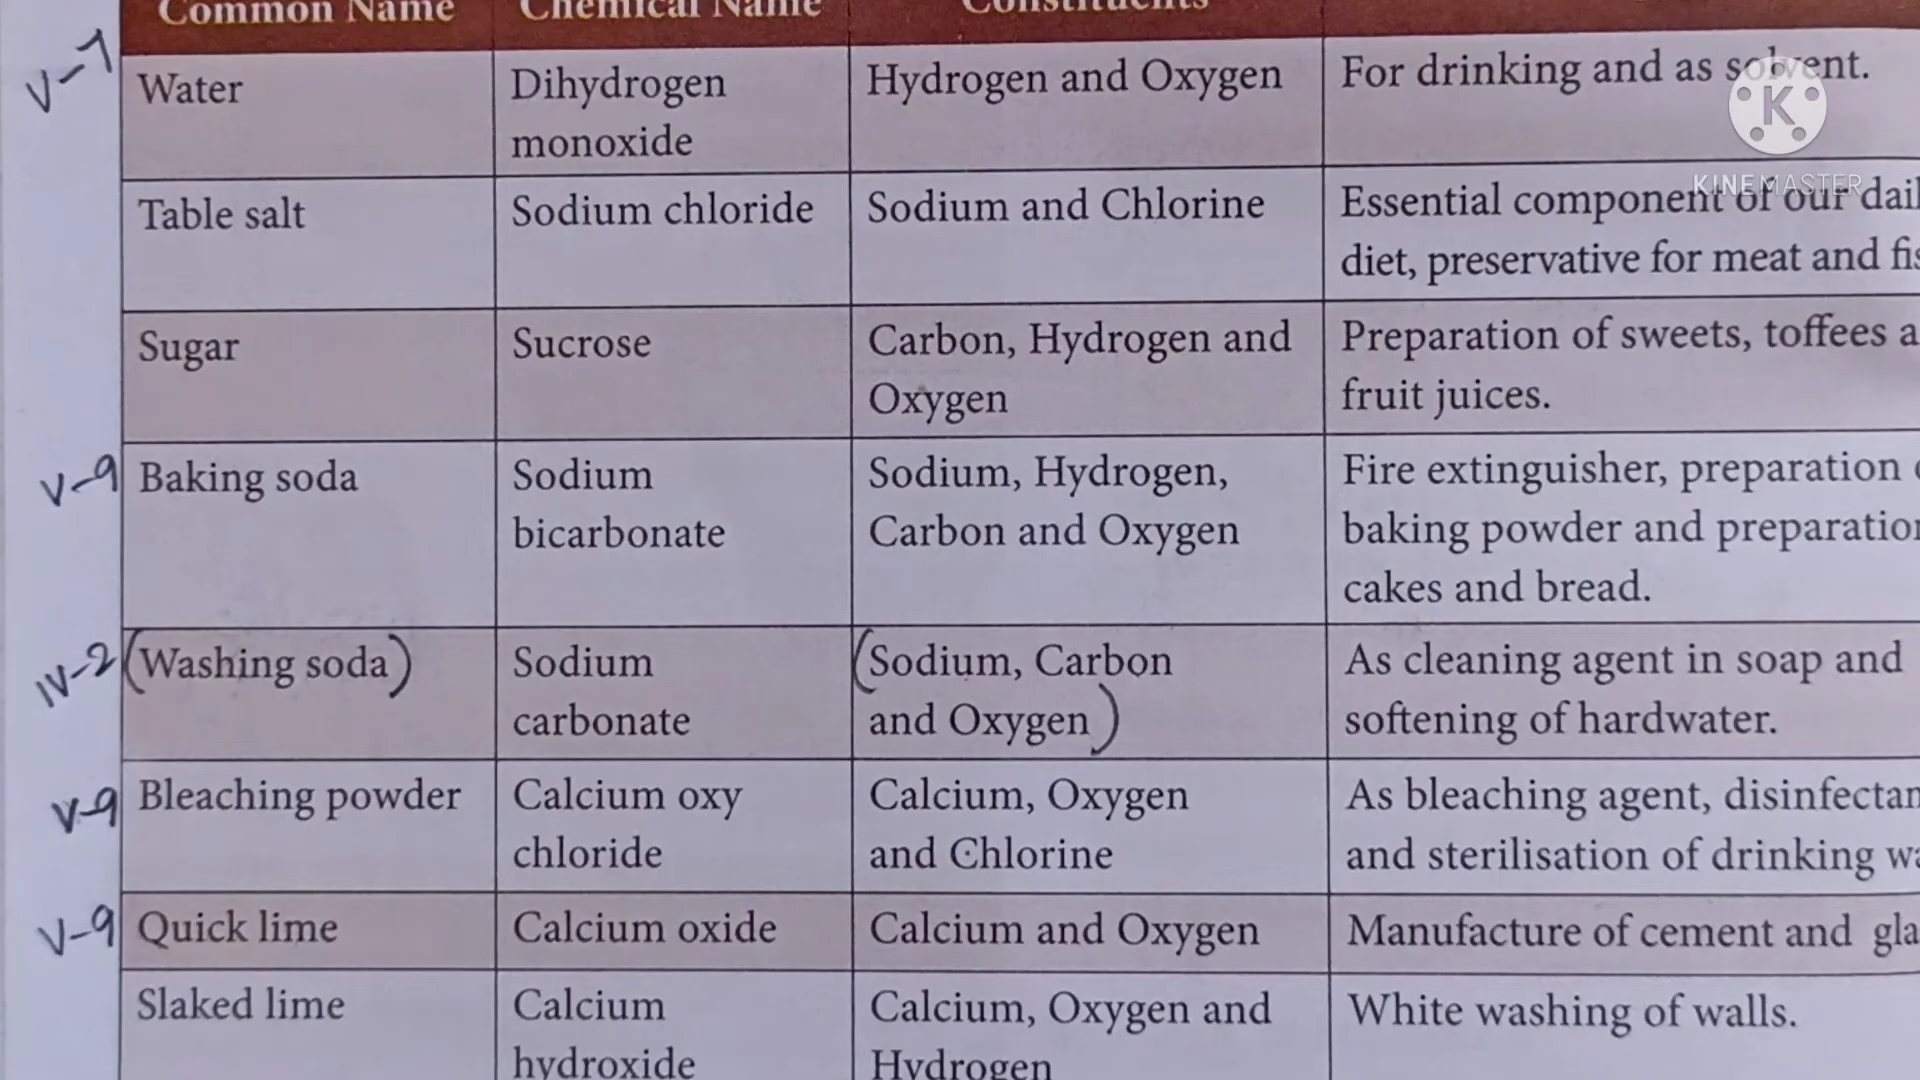 Common Name Chemical Name Constituents
V-7 Water Dihydrogen monoxide Hydrogen and Oxygen For drinking and as solvent.
K
KINEMASTER
Table salt Sodium chloride Sodium and Chlorine Essential component of our dail
diet, preservative for meat and fis
Sugar Sucrose Carbon, Hydrogen and Preparation of sweets, toffees a
Oxygen fruit juices.
V-9 Baking soda Sodium Sodium, Hydrogen, Fire extinguisher, preparation
bicarbonate Carbon and Oxygen baking powder and preparation
cakes and bread.
IV-2 (Washing soda) Sodium (Sodium, Carbon As cleaning agent in soap and
carbonate and Oxygen) softening of hardwater.
V-9 Bleaching powder Calcium oxy Calcium, Oxygen As bleaching agent, disinfectan
chloride and Chlorine and sterilisation of drinking wa
V-9 Quick lime Calcium oxide Calcium and Oxygen Manufacture of cement and gla
Slaked lime Calcium Calcium, Oxygen and White washing of walls.
hydroxide Hydrogen